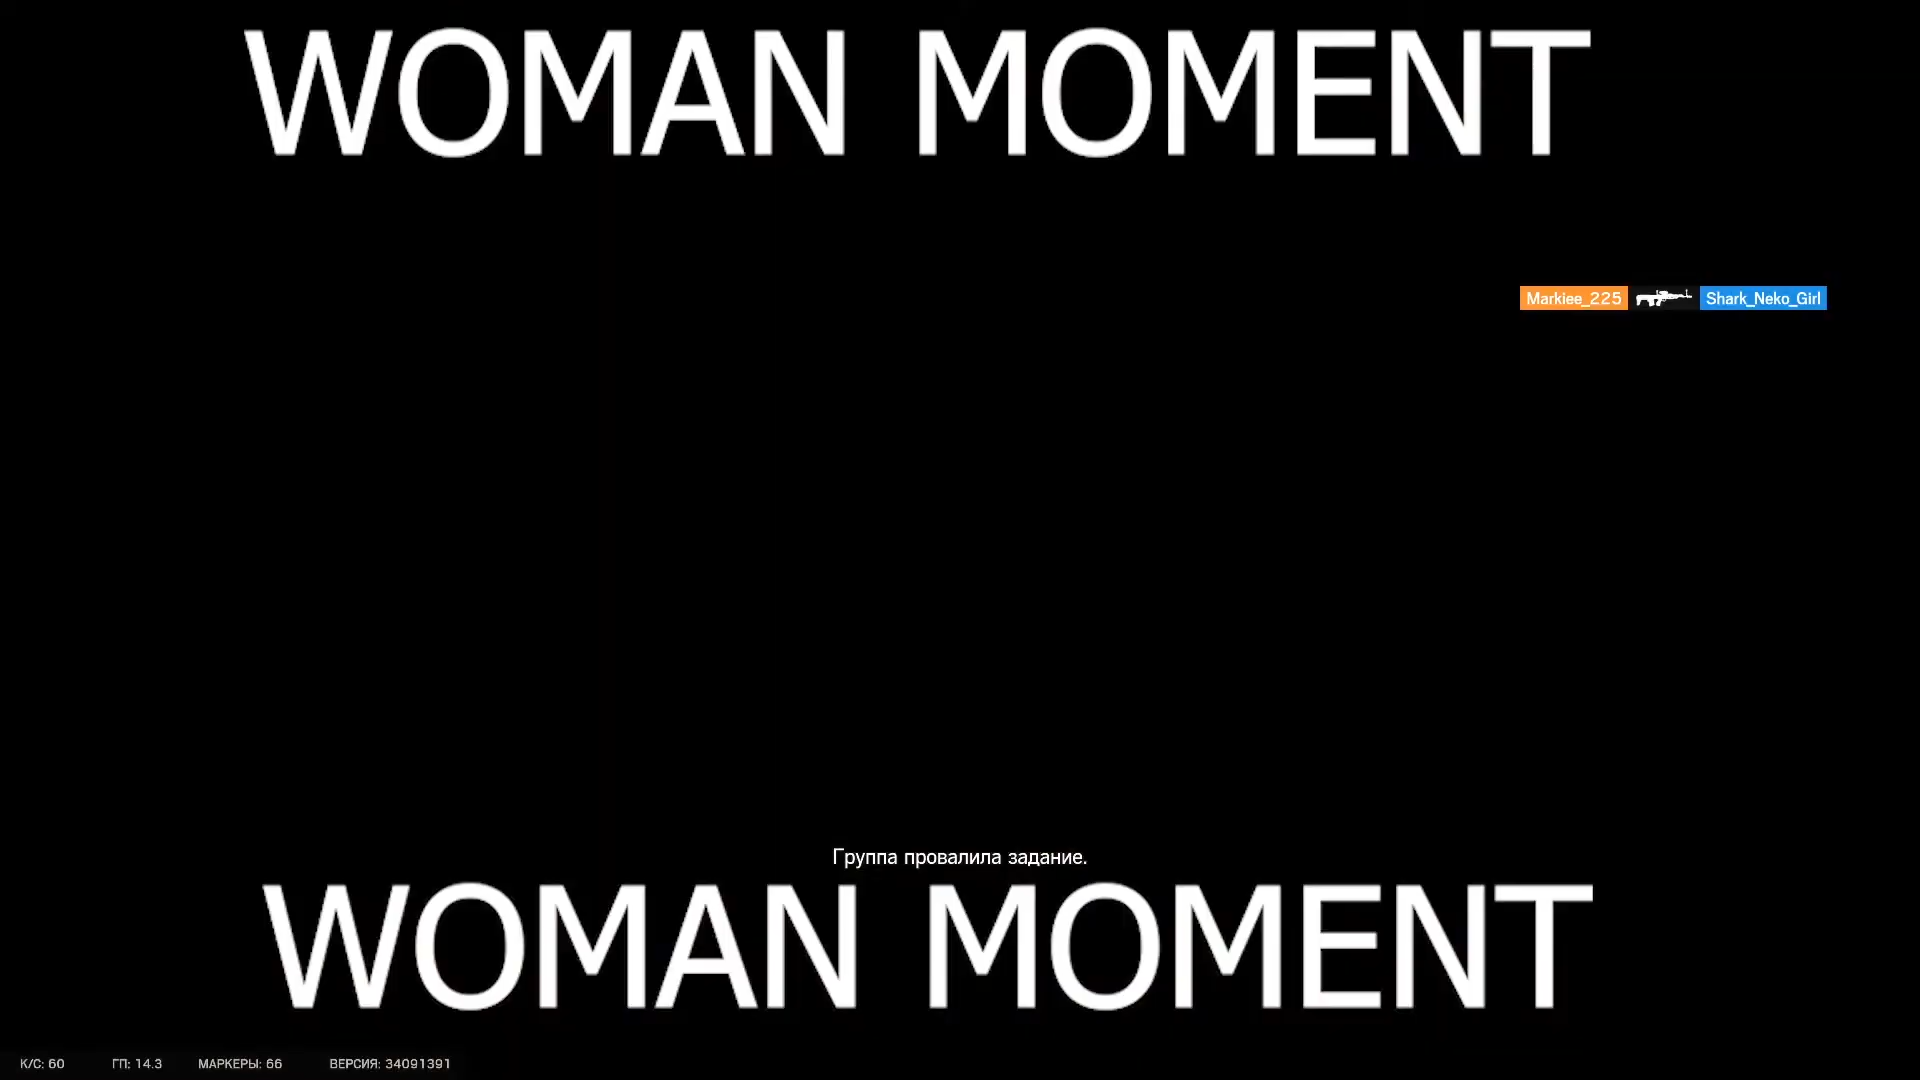 WOMAN MOMENT
Markiee_225 Shark_Neko_Girl
Группа провалила задание.
WOMAN MOMENT
К/С: 60 ГП: 14.3 МАРКЕРЫ: 66 ВЕРСИЯ: 34091391